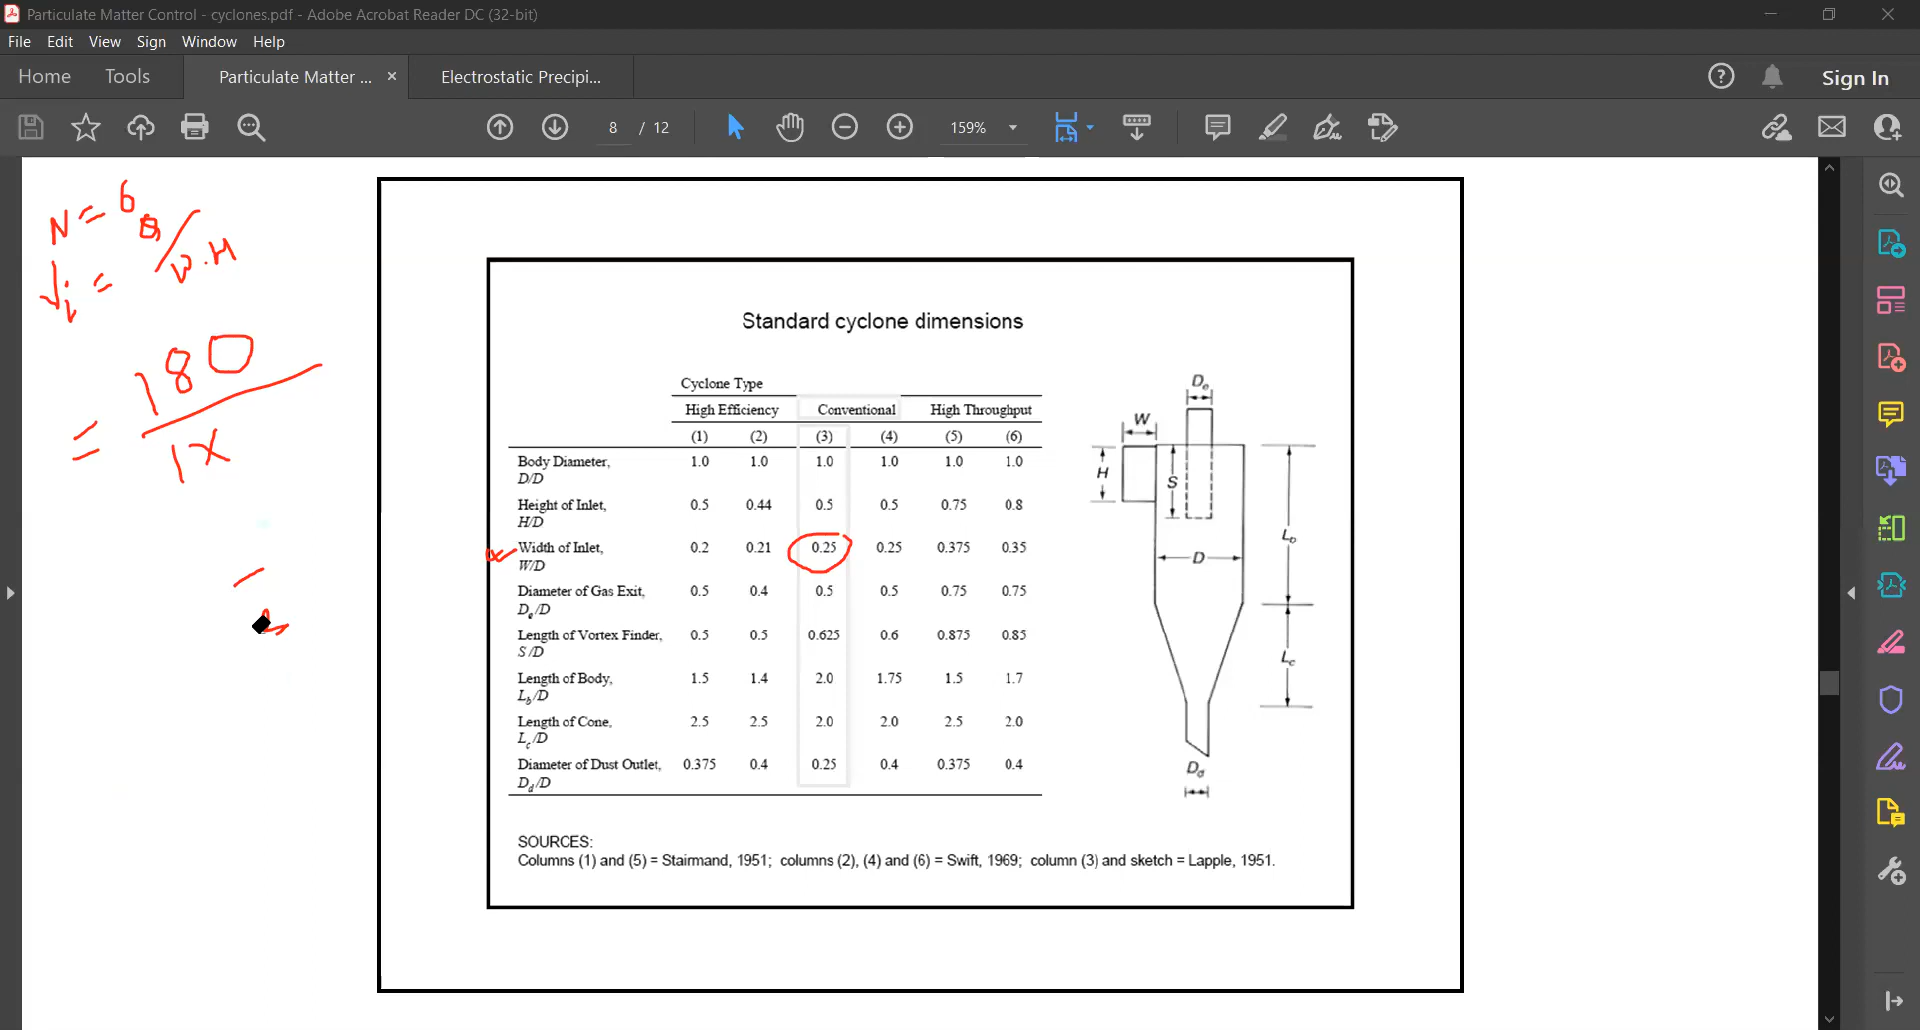 Particulate Matter Control - cyclones.pdf - Adobe Acrobat Reader DC (32-bit)
File Edit View Sign Window Help
Home Tools Particulate Matter ... × Electrostatic Precipi... Sign In
8 / 12 159%
N = 6
Vi = Q/W.H
= 180
1x
Standard cyclone dimensions
Cyclone Type
High Efficiency Conventional High Throughput
(1) (2) (3) (4) (5) (6)
Body Diameter, 1.0 1.0 1.0 1.0 1.0 1.0
D/D
Height of Inlet, 0.5 0.44 0.5 0.5 0.75 0.8
H/D
Width of Inlet, 0.2 0.21 0.25 0.25 0.375 0.35
W/D
Diameter of Gas Exit, 0.5 0.4 0.5 0.5 0.75 0.75
De/D
Length of Vortex Finder, 0.5 0.5 0.625 0.6 0.875 0.85
S/D
Length of Body, 1.5 1.4 2.0 1.75 1.5 1.7
Lb/D
Length of Cone, 2.5 2.5 2.0 2.0 2.5 2.0
Lc/D
Diameter of Dust Outlet, 0.375 0.4 0.25 0.4 0.375 0.4
Dd/D
De
W
H
S
Lb
D
Lc
Dd
SOURCES:
Columns (1) and (5) = Stairmand, 1951; columns (2), (4) and (6) = Swift, 1969; column (3) and sketch = Lapple, 1951.